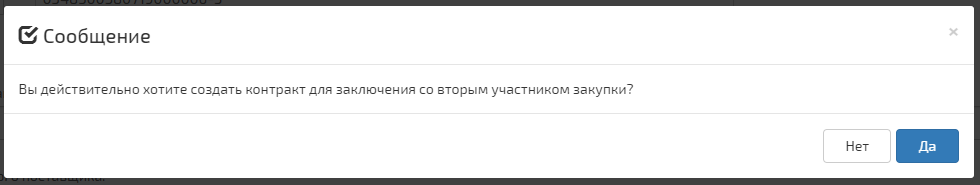 Сообщение
×
Вы действительно хотите создать контракт для заключения со вторым участником закупки?
Нет
Да